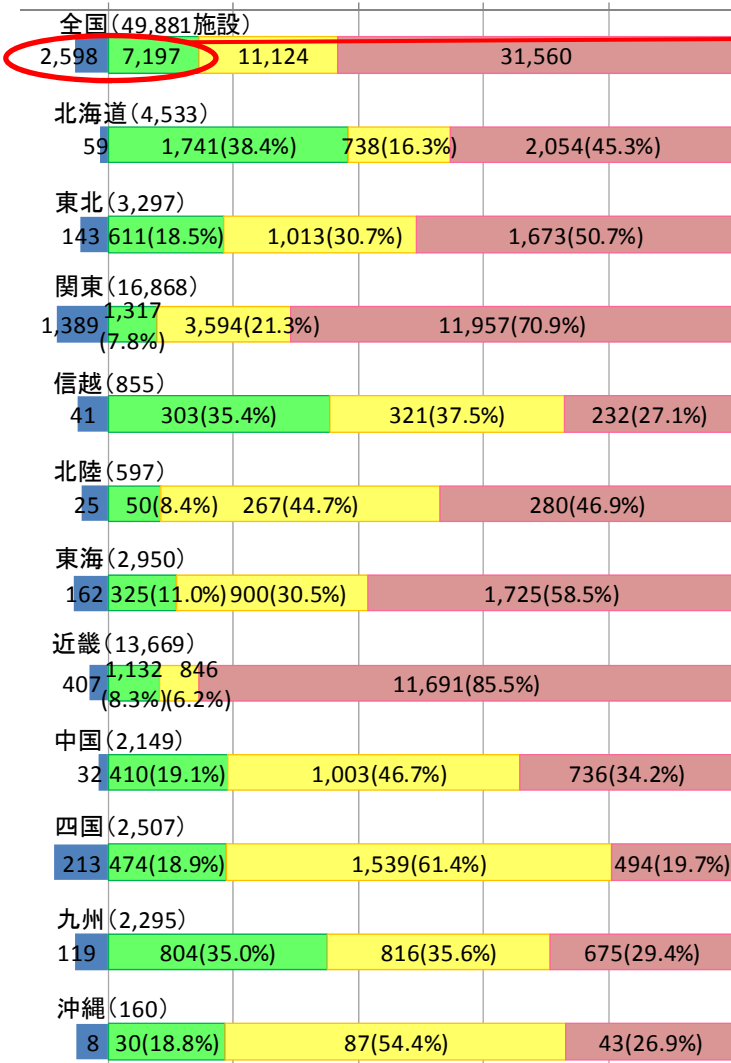 全国(49,881施設)
2,598 7,197 11,124 31,560
北海道(4,533)
59 1,741(38.4%) 738(16.3%) 2,054(45.3%)
東北(3,297)
143 611(18.5%) 1,013(30.7%) 1,673(50.7%)
関東(16,868)
1,389 1,317(7.8%) 3,594(21.3%) 11,957(70.9%)
信越(855)
41 303(35.4%) 321(37.5%) 232(27.1%)
北陸(597)
25 50(8.4%) 267(44.7%) 280(46.9%)
東海(2,950)
162 325(11.0%) 900(30.5%) 1,725(58.5%)
近畿(13,669)
407 1,132(8.3%) 846(6.2%) 11,691(85.5%)
中国(2,149)
32 410(19.1%) 1,003(46.7%) 736(34.2%)
四国(2,507)
213 474(18.9%) 1,539(61.4%) 494(19.7%)
九州(2,295)
119 804(35.0%) 816(35.6%) 675(29.4%)
沖縄(160)
8 30(18.8%) 87(54.4%) 43(26.9%)